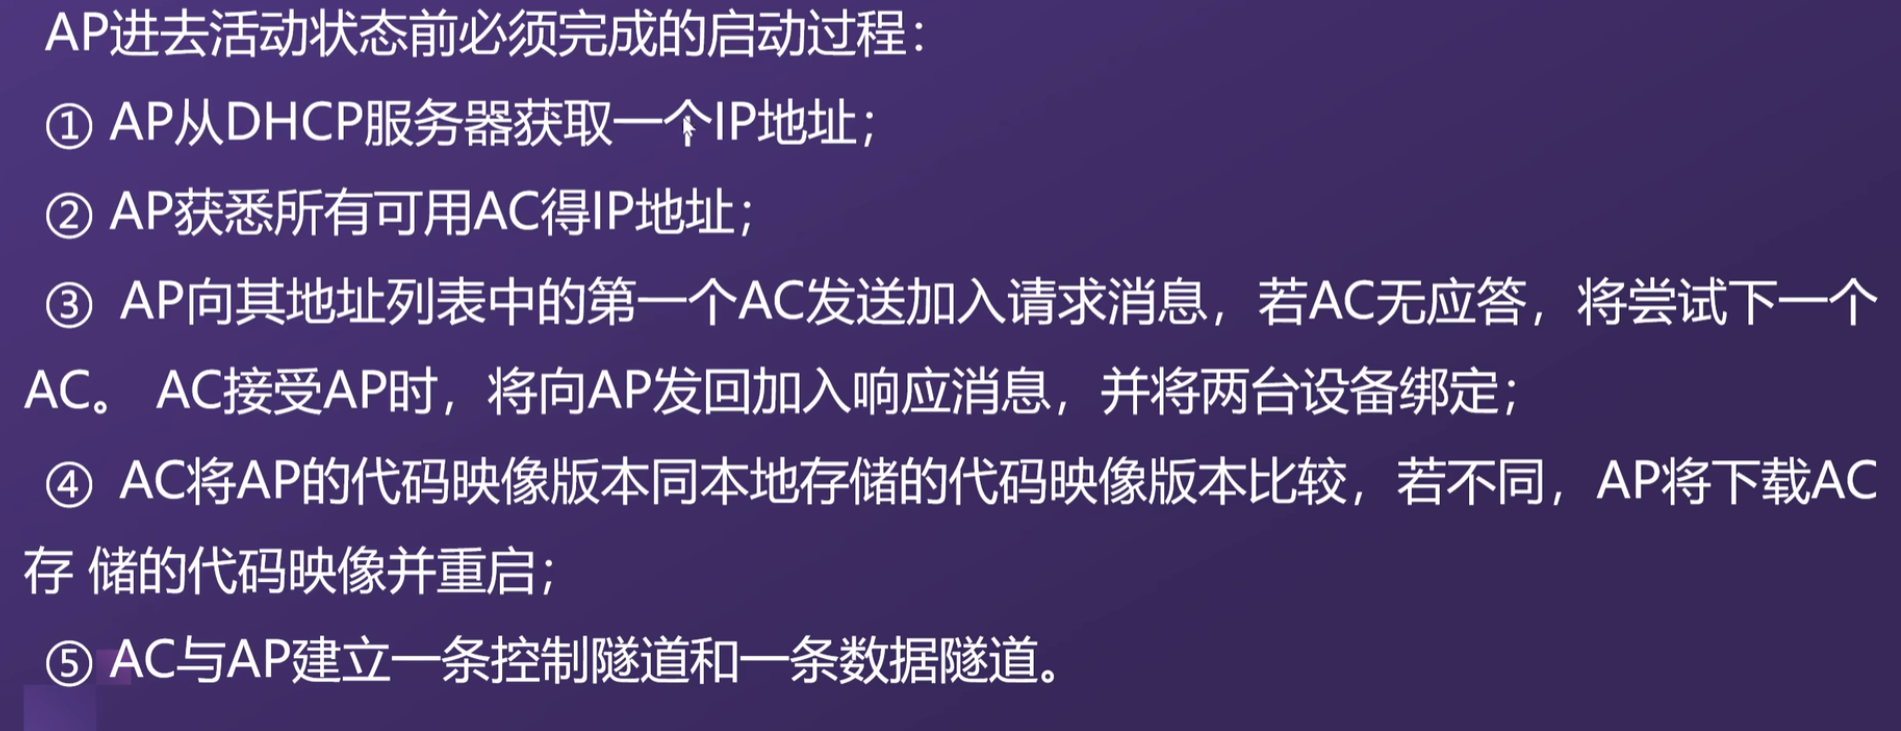 AP进去活动状态前必须完成的启动过程：
① AP从DHCP服务器获取一个IP地址；
② AP获悉所有可用AC得IP地址；
③ AP向其地址列表中的第一个AC发送加入请求消息，若AC无应答，将尝试下一个
AC。 AC接受AP时，将向AP发回加入响应消息，并将两台设备绑定；
④ AC将AP的代码映像版本同本地存储的代码映像版本比较，若不同，AP将下载AC
存 储的代码映像并重启；
⑤ AC与AP建立一条控制隧道和一条数据隧道。